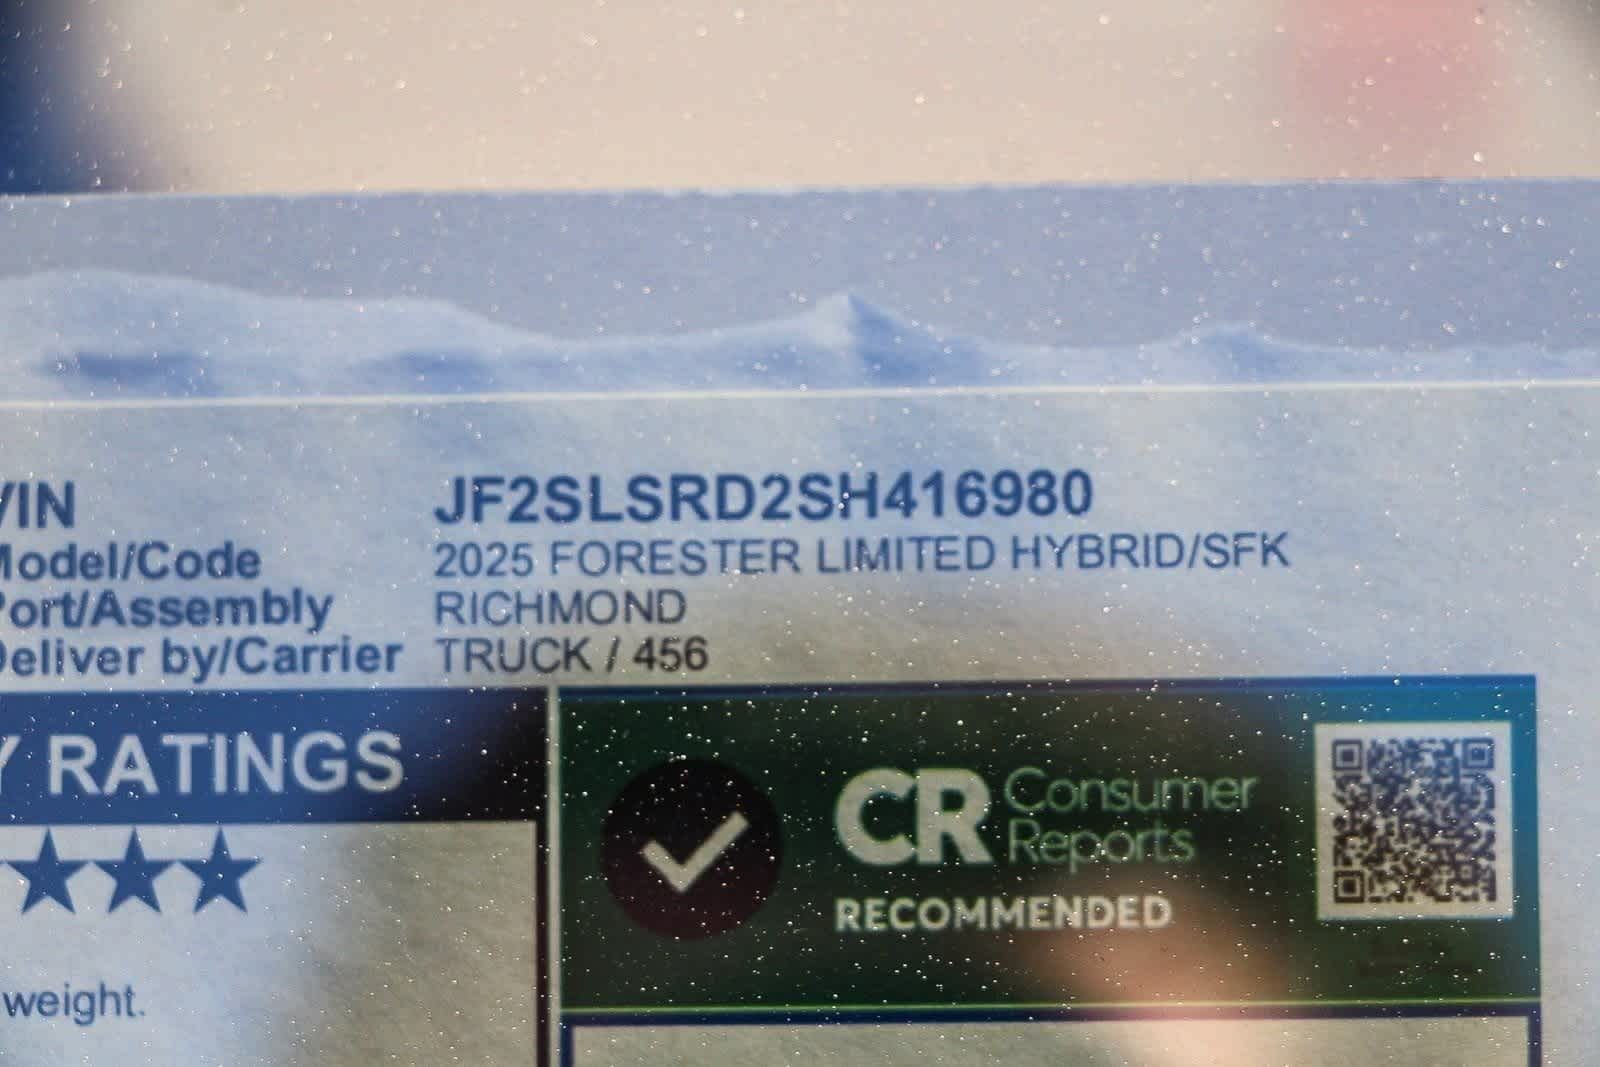 VIN JF2SLSRD2SH416980
Model/Code 2025 FORESTER LIMITED HYBRID/SFK
Port/Assembly RICHMOND
Deliver by/Carrier TRUCK / 456
Y RATINGS
CR Consumer
Reports
RECOMMENDED
weight.